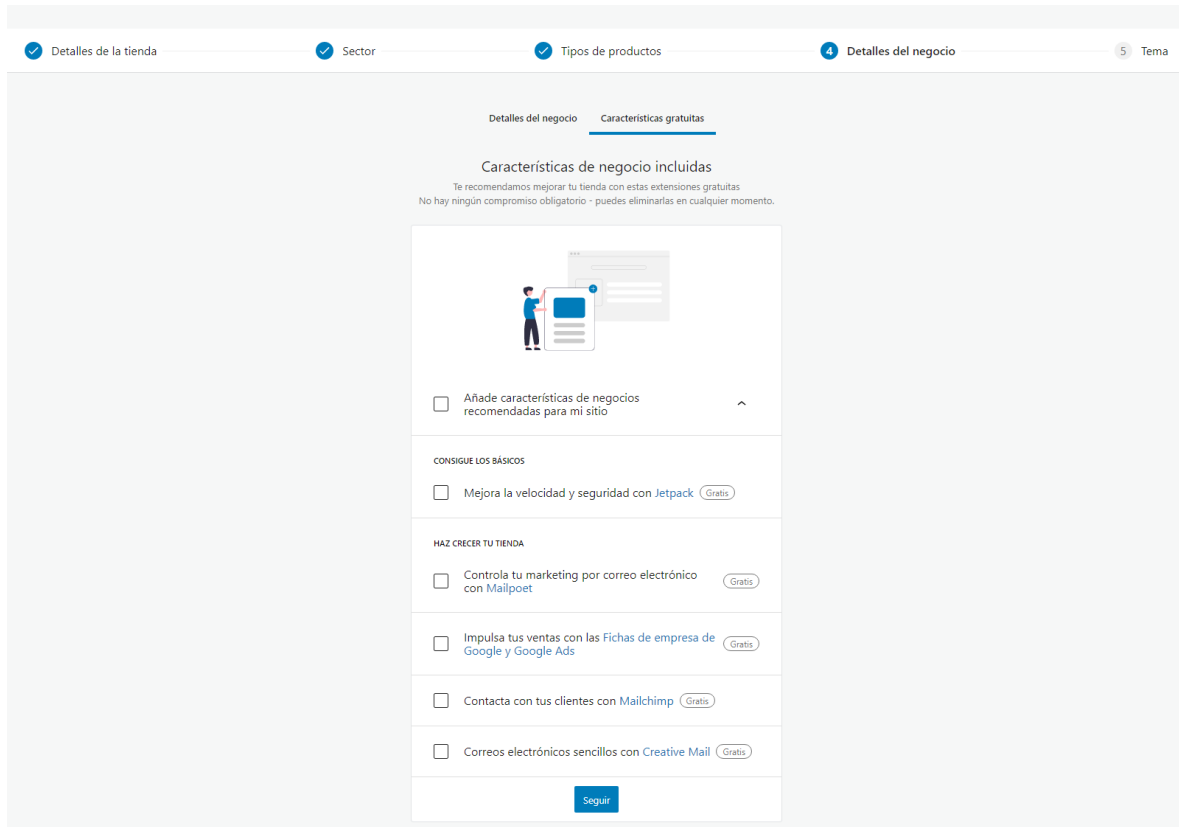 Detalles de la tienda
Sector
Tipos de productos
4 Detalles del negocio
5 Tema
Detalles del negocio
Características gratuitas
Características de negocio incluidas
Te recomendamos mejorar tu tienda con estas extensiones gratuitas
No hay ningún compromiso obligatorio - puedes eliminarlas en cualquier momento.
Añade características de negocios
recomendadas para mi sitio
CONSIGUE LOS BÁSICOS
Mejora la velocidad y seguridad con Jetpack Gratis
HAZ CRECER TU TIENDA
Controla tu marketing por correo electrónico
con Mailpoet
Gratis
Impulsa tus ventas con las Fichas de empresa de
Google y Google Ads
Gratis
Contacta con tus clientes con Mailchimp Gratis
Correos electrónicos sencillos con Creative Mail Gratis
Seguir